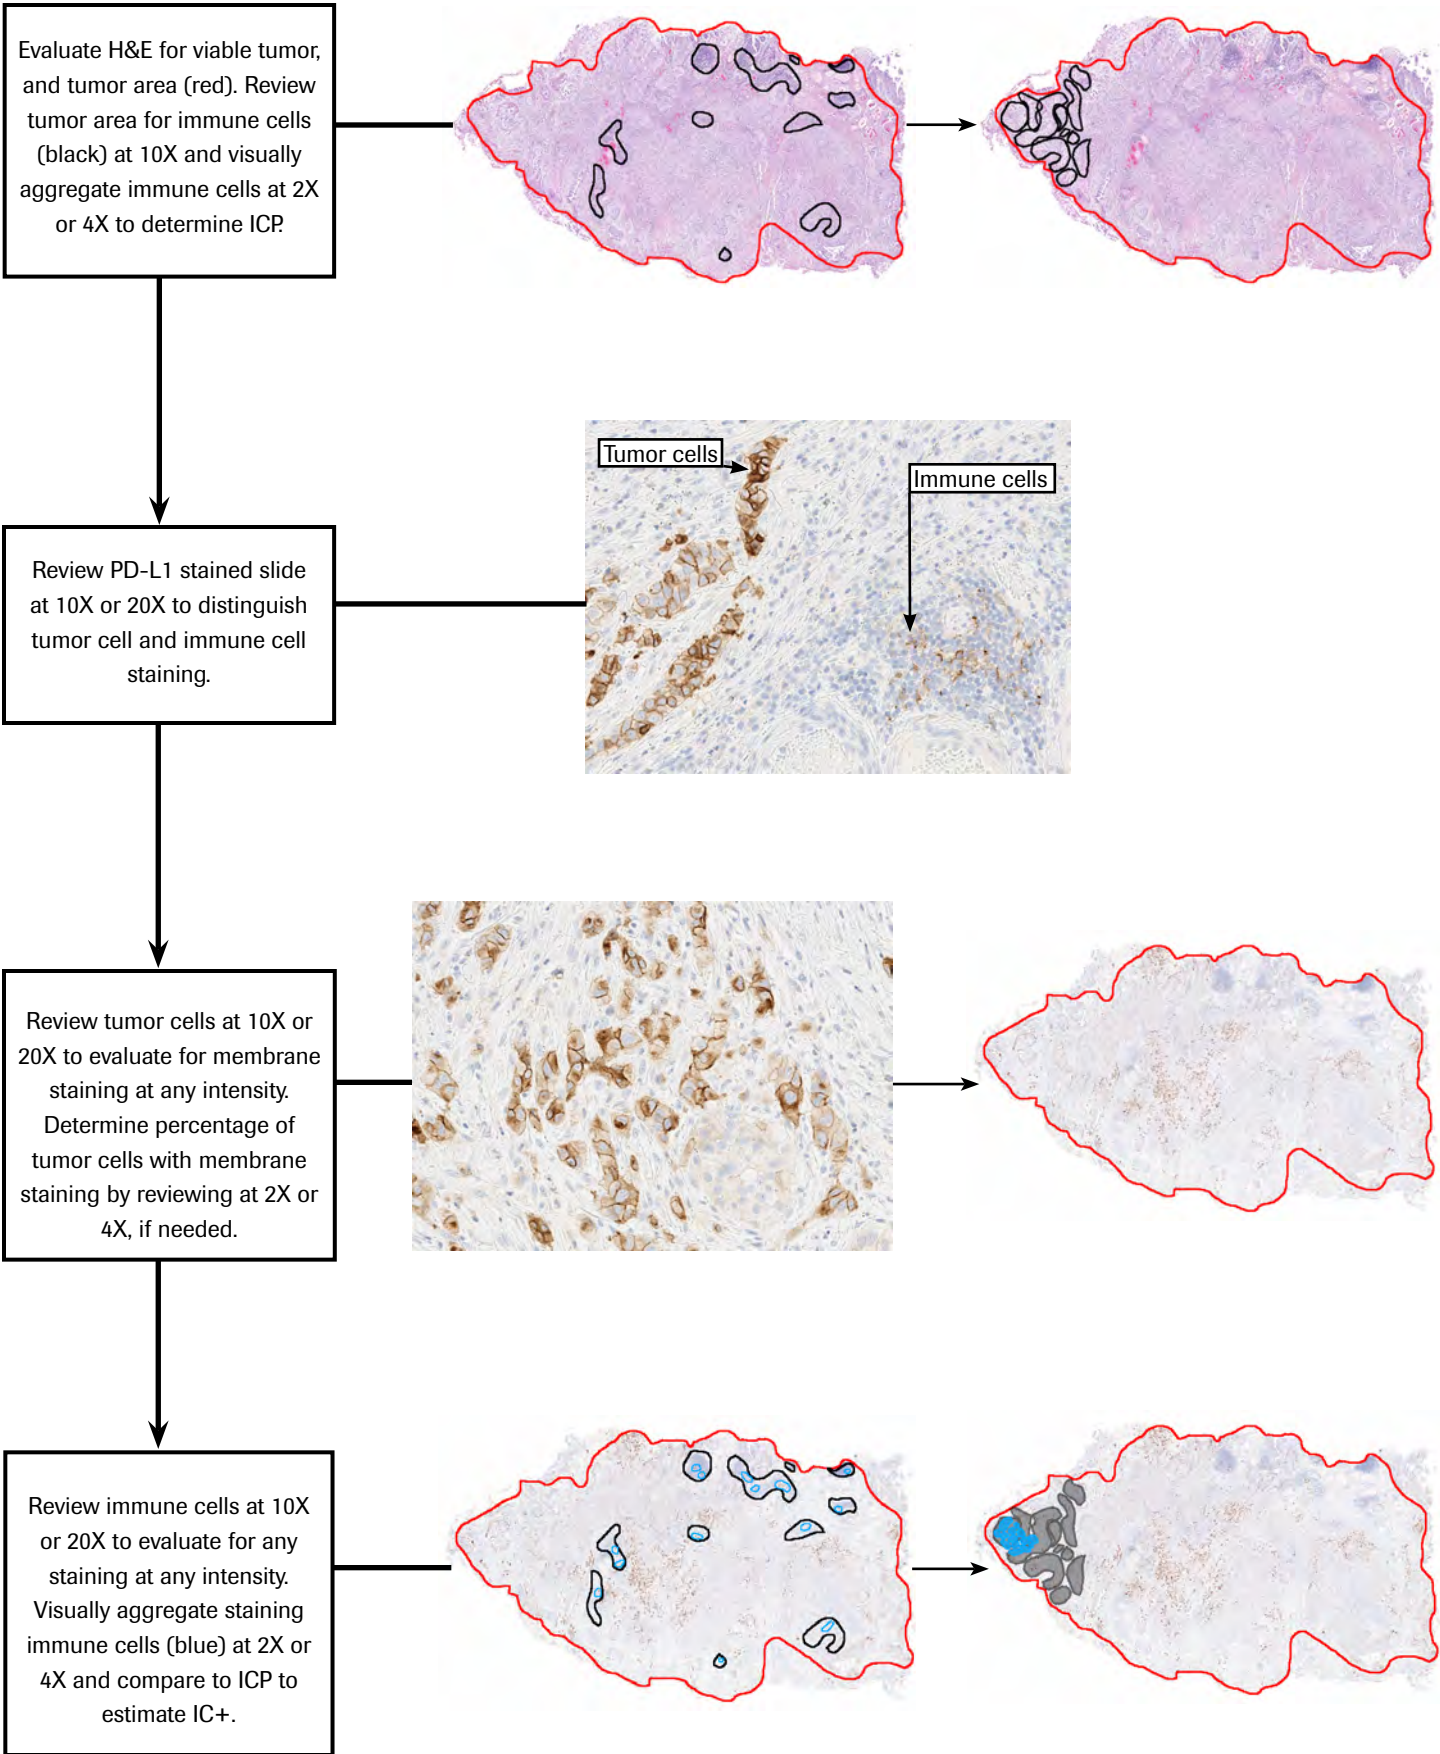 Evaluate H&E for viable tumor,
and tumor area (red). Review
tumor area for immune cells
(black) at 10X and visually
aggregate immune cells at 2X
or 4X to determine ICP.
Tumor cells
Immune cells
Review PD-L1 stained slide
at 10X or 20X to distinguish
tumor cell and immune cell
staining.
Review tumor cells at 10X or
20X to evaluate for membrane
staining at any intensity.
Determine percentage of
tumor cells with membrane
staining by reviewing at 2X or
4X, if needed.
Review immune cells at 10X
or 20X to evaluate for any
staining at any intensity.
Visually aggregate staining
immune cells (blue) at 2X or
4X and compare to ICP to
estimate IC+.